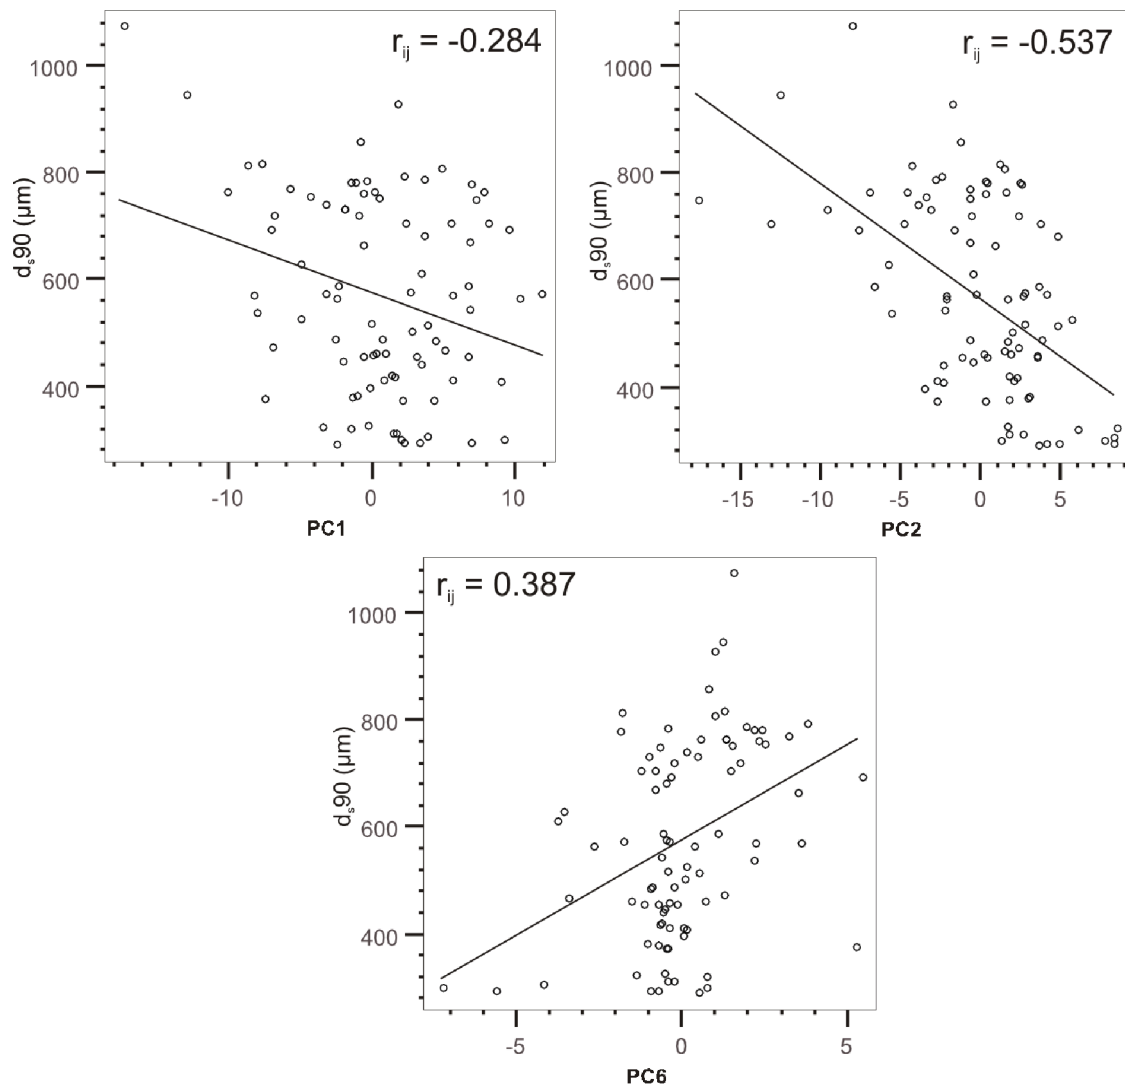 r_ij = -0.284
1000
800
600
400
d_s90 (µm)
-10 0 10
PC1
r_ij = -0.537
1000
800
600
400
d_s90 (µm)
-15 -10 -5 0 5
PC2
r_ij = 0.387
1000
800
600
400
d_s90 (µm)
-5 0 5
PC6